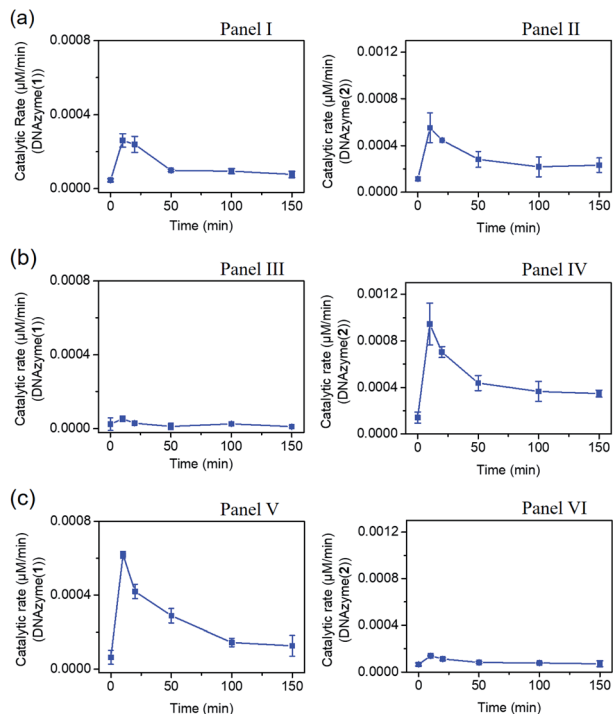 (a)
Panel I
Panel II
0.0008
0.0004
0.0000
Catalytic Rate (µM/min)
(DNAzyme(1))
0 50 100 150
Time (min)
0.0012
0.0008
0.0004
0.0000
Catalytic rate (µM/min)
(DNAzyme(2))
0 50 100 150
Time (min)
(b)
Panel III
Panel IV
0.0008
0.0004
0.0000
Catalytic rate (µM/min)
(DNAzyme(1))
0 50 100 150
Time (min)
0.0012
0.0008
0.0004
0.0000
Catalytic rate (µM/min)
(DNAzyme(2))
0 50 100 150
Time (min)
(c)
Panel V
Panel VI
0.0008
0.0004
0.0000
Catalytic rate (µM/min)
(DNAzyme(1))
0 50 100 150
Time (min)
0.0012
0.0008
0.0004
0.0000
Catalytic rate (µM/min)
(DNAzyme(2))
0 50 100 150
Time (min)